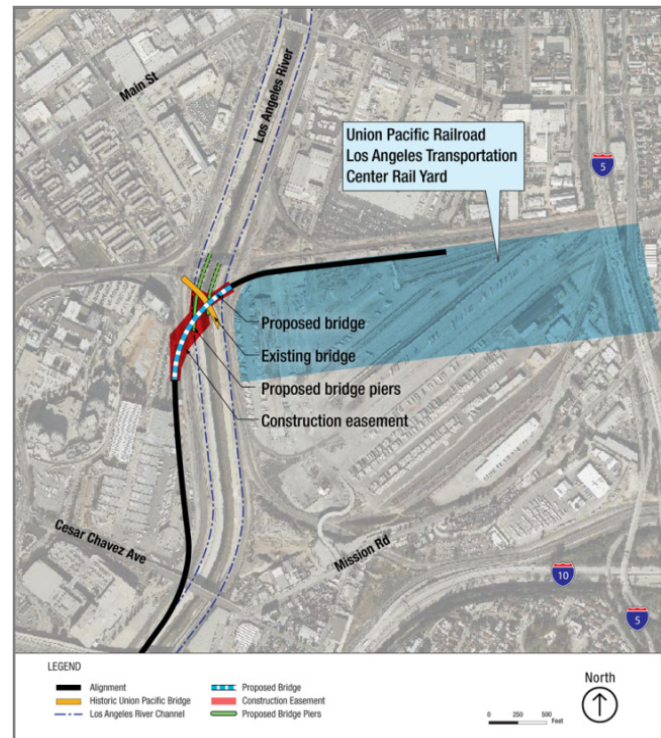 Main St
Los Angeles River
Union Pacific Railroad
Los Angeles Transportation
Center Rail Yard
5
Proposed bridge
Existing bridge
Proposed bridge piers
Construction easement
Cesar Chavez Ave
Mission Rd
10
5
LEGEND
Alignment
Historic Union Pacific Bridge
Los Angeles River Channel
Proposed Bridge
Construction Easement
Proposed Bridge Piers
0 250 500
Feet
North